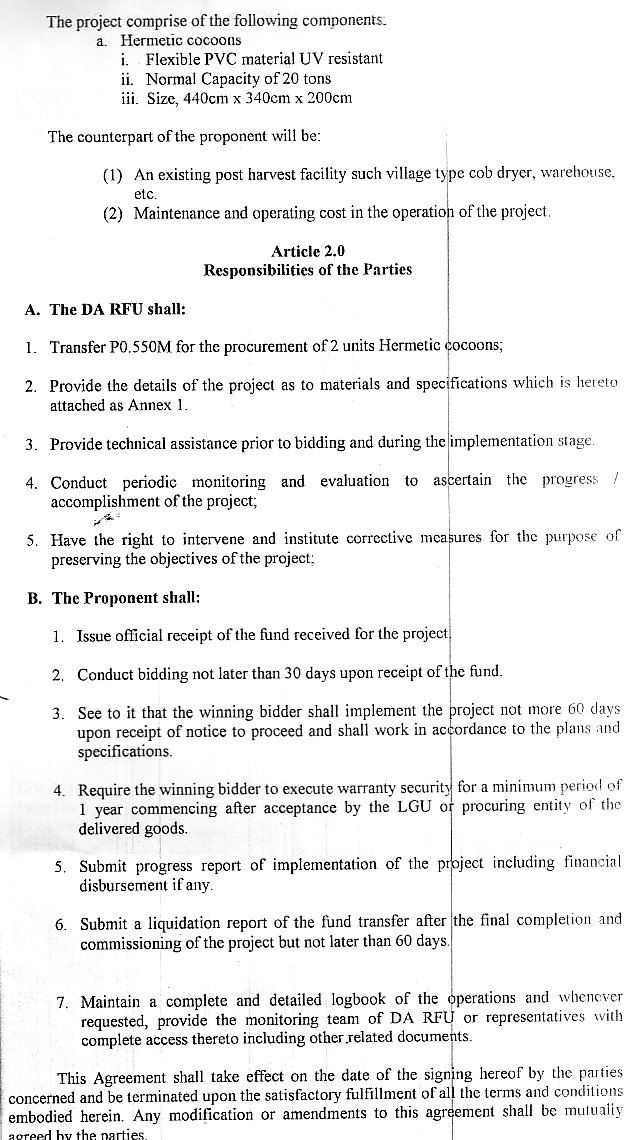 The project comprise of the following components:
a. Hermetic cocoons
i. Flexible PVC material UV resistant
ii. Normal Capacity of 20 tons
iii. Size, 440cm x 340cm x 200cm
The counterpart of the proponent will be:
(1) An existing post harvest facility such village type cob dryer, warehouse,
etc.
(2) Maintenance and operating cost in the operation of the project.
Article 2.0
Responsibilities of the Parties
A. The DA RFU shall:
1. Transfer P0.550M for the procurement of 2 units Hermetic cocoons;
2. Provide the details of the project as to materials and specifications which is hereto
attached as Annex 1.
3. Provide technical assistance prior to bidding and during the implementation stage.
4. Conduct periodic monitoring and evaluation to ascertain the progress /
accomplishment of the project;
5. Have the right to intervene and institute corrective measures for the purpose of
preserving the objectives of the project;
B. The Proponent shall:
1. Issue official receipt of the fund received for the project
2. Conduct bidding not later than 30 days upon receipt of the fund.
3. See to it that the winning bidder shall implement the project not more 60 days
upon receipt of notice to proceed and shall work in accordance to the plans and
specifications.
4. Require the winning bidder to execute warranty security for a minimum period of
1 year commencing after acceptance by the LGU or procuring entity of the
delivered goods.
5. Submit progress report of implementation of the project including financial
disbursement if any.
6. Submit a liquidation report of the fund transfer after the final completion and
commissioning of the project but not later than 60 days.
7. Maintain a complete and detailed logbook of the operations and whenever
requested, provide the monitoring team of DA RFU or representatives with
complete access thereto including other related documents.
This Agreement shall take effect on the date of the signing hereof by the parties
concerned and be terminated upon the satisfactory fulfillment of all the terms and conditions
embodied herein. Any modification or amendments to this agreement shall be mutually
agreed by the parties.